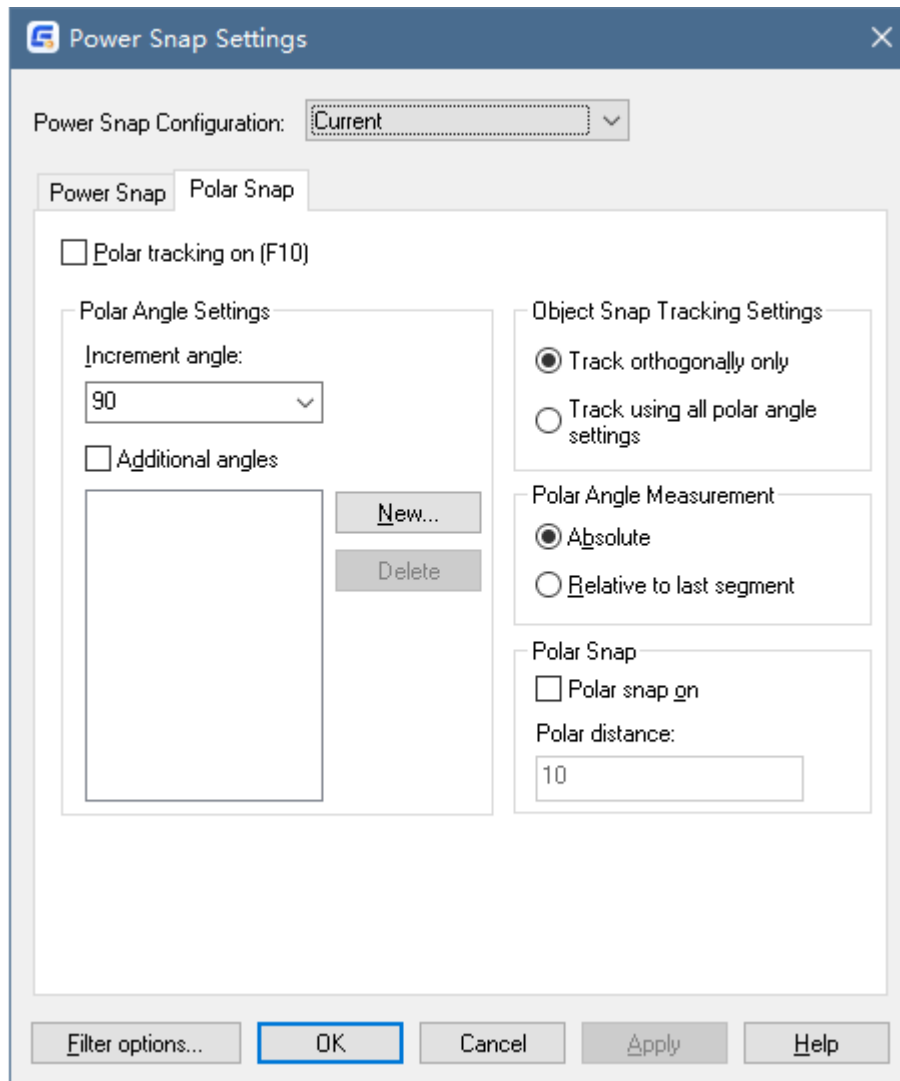 Power Snap Settings
Power Snap Configuration: Current
Power Snap Polar Snap
Polar tracking on (F10)
Polar Angle Settings
Increment angle:
90
Additional angles
New...
Delete
Object Snap Tracking Settings
Track orthogonally only
Track using all polar angle
settings
Polar Angle Measurement
Absolute
Relative to last segment
Polar Snap
Polar snap on
Polar distance:
10
Filter options... OK Cancel Apply Help